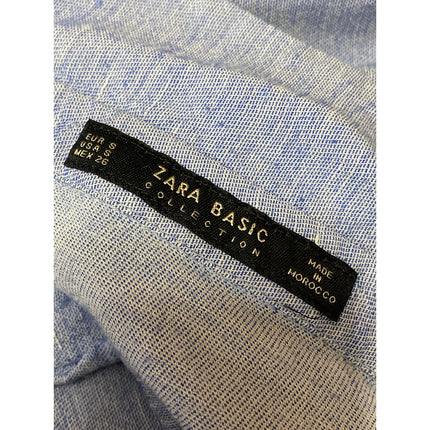 EUR S
USA S
MEX 26
ZARA BASIC
COLLECTION
MADE
IN
MOROCCO